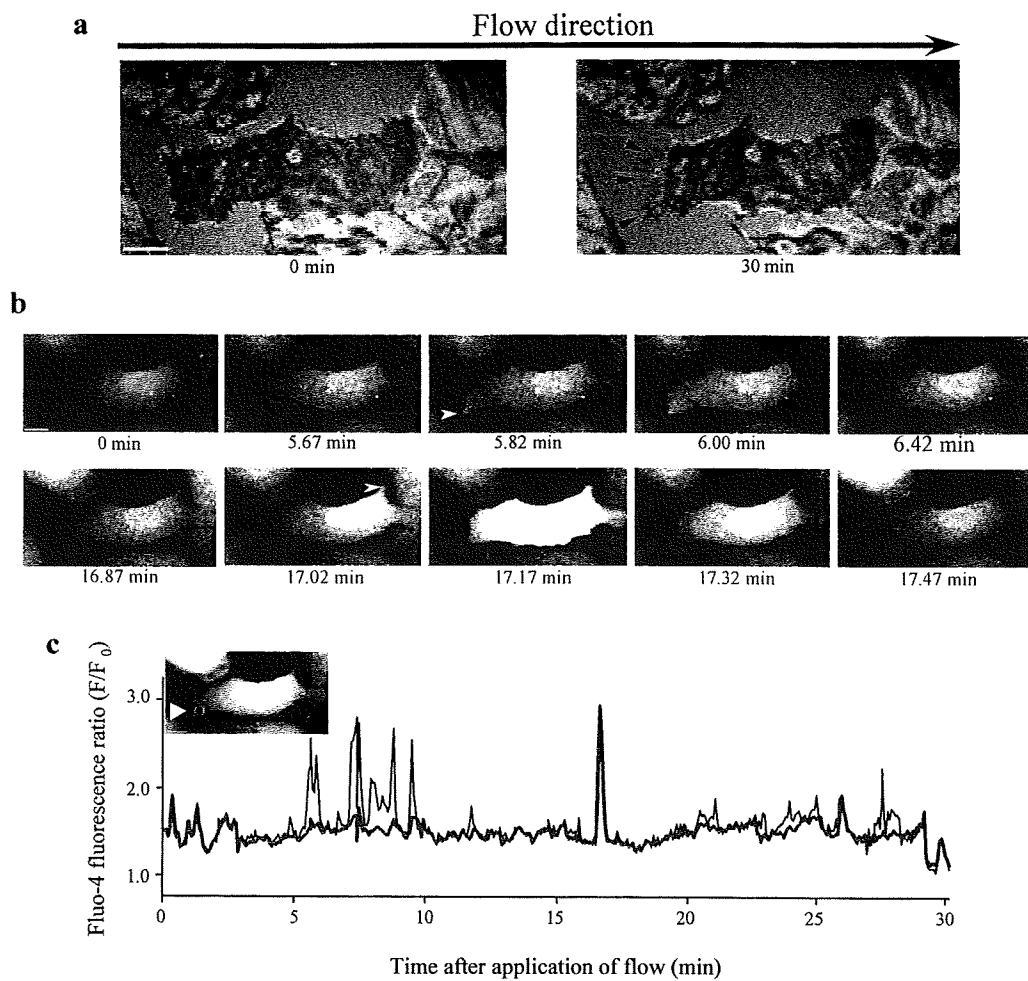 a
Flow direction
0 min
30 min
b
0 min
5.67 min
5.82 min
6.00 min
6.42 min
16.87 min
17.02 min
17.17 min
17.32 min
17.47 min
c
Fluo-4 fluorescence ratio (F/F0)
3.0
2.0
1.0
0
5
10
15
20
25
30
Time after application of flow (min)